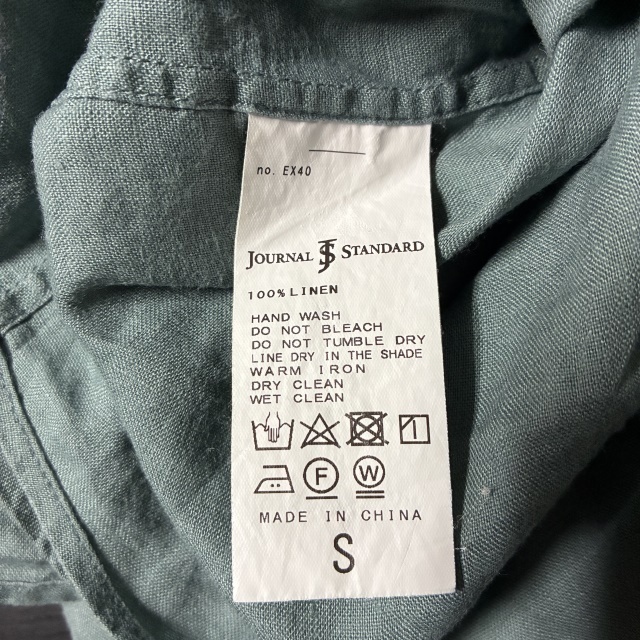 no. EX40
JOURNAL JS STANDARD
100% LINEN
HAND WASH
DO NOT BLEACH
DO NOT TUMBLE DRY
LINE DRY IN THE SHADE
WARM IRON
DRY CLEAN
WET CLEAN
F W
MADE IN CHINA
S